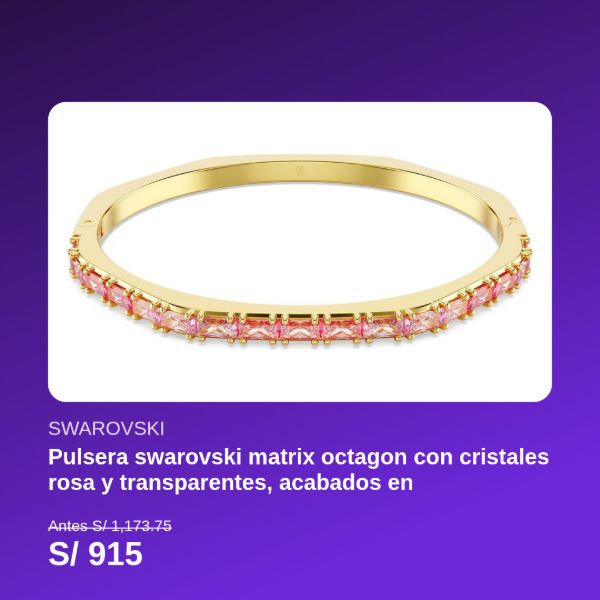 SWAROVSKI
Pulsera swarovski matrix octagon con cristales
rosa y transparentes, acabados en
Antes S/ 1,173.75
S/ 915